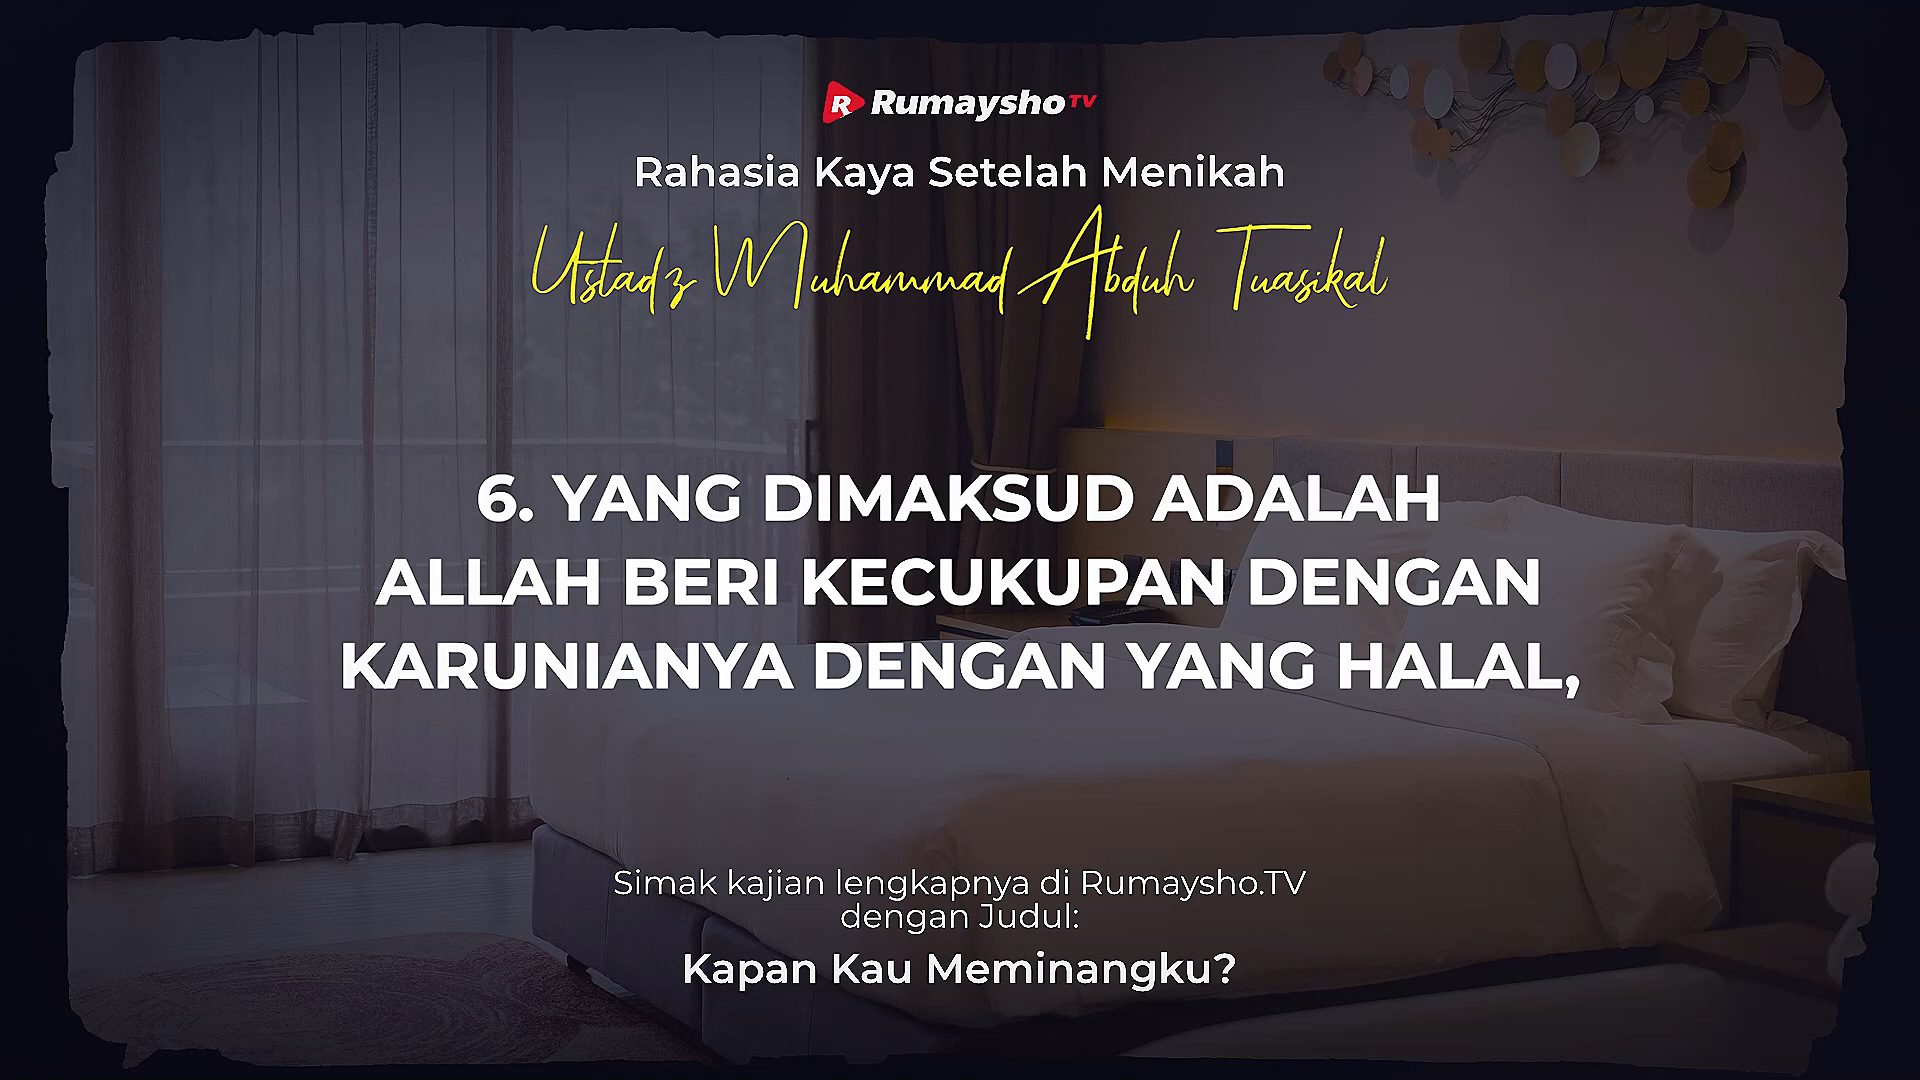 Rumaysho TV
Rahasia Kaya Setelah Menikah
Ustadz Muhammad Abduh Tuasikal
6. YANG DIMAKSUD ADALAH
ALLAH BERI KECUKUPAN DENGAN
KARUNIANYA DENGAN YANG HALAL,
Simak kajian lengkapnya di Rumaysho.TV
dengan Judul:
Kapan Kau Meminangku?